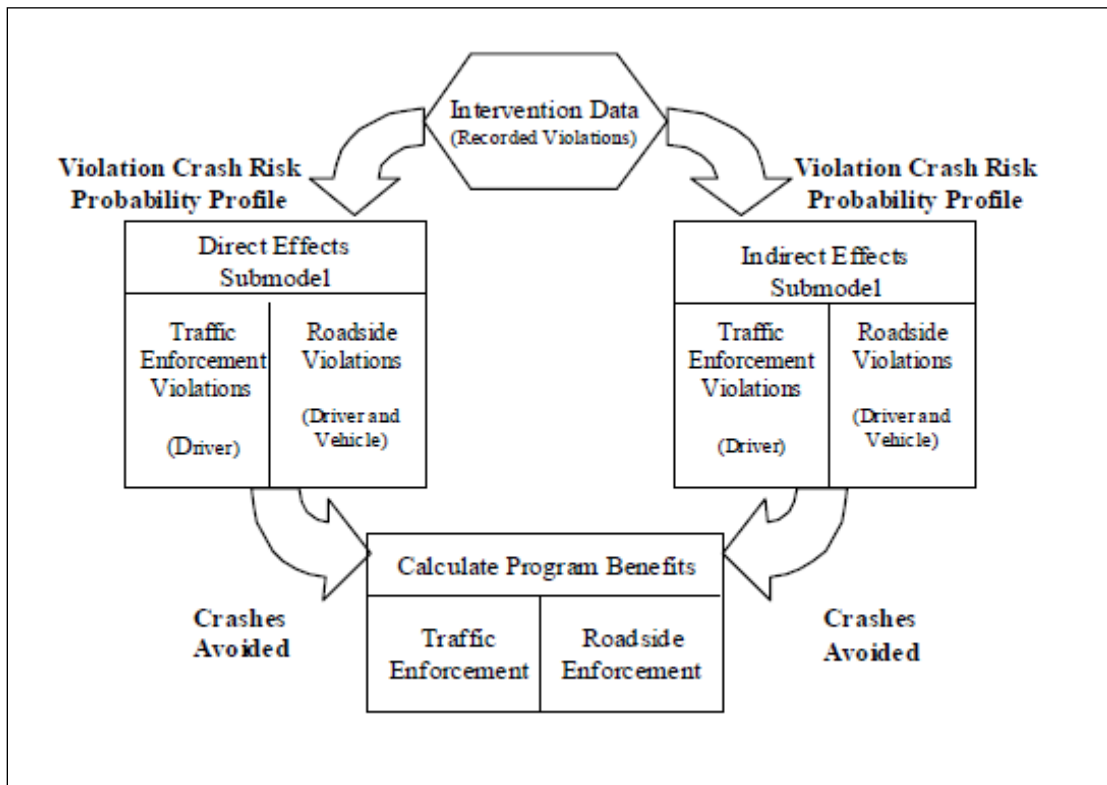 Intervention Data
(Recorded Violations)
Violation Crash Risk
Probability Profile
Violation Crash Risk
Probability Profile
Direct Effects
Submodel
Traffic
Enforcement
Violations
(Driver)
Roadside
Violations
(Driver and
Vehicle)
Indirect Effects
Submodel
Traffic
Enforcement
Violations
(Driver)
Roadside
Violations
(Driver and
Vehicle)
Crashes
Avoided
Calculate Program Benefits
Traffic
Enforcement
Roadside
Enforcement
Crashes
Avoided